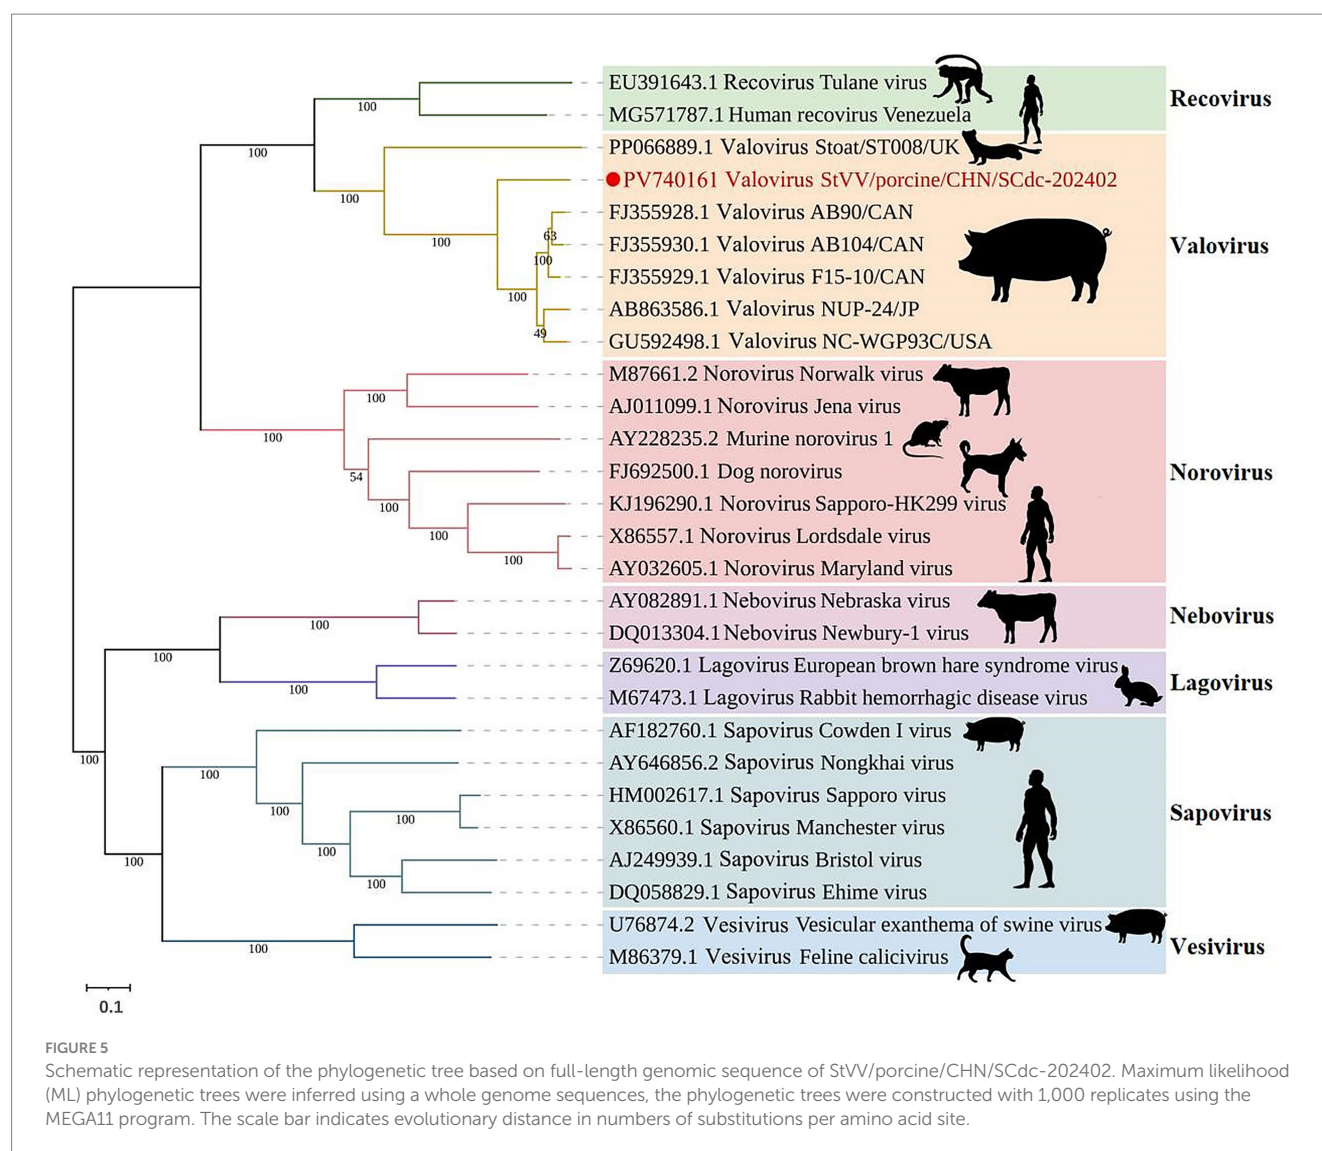 EU391643.1 Recovirus Tulane virus
MG571787.1 Human recovirus Venezuela
Recovirus
PP066889.1 Valovirus Stoat/ST008/UK
PV740161 Valovirus StVV/porcine/CHN/SCdc-202402
FJ355928.1 Valovirus AB90/CAN
FJ355930.1 Valovirus AB104/CAN
FJ355929.1 Valovirus F15-10/CAN
AB863586.1 Valovirus NUP-24/JP
GU592498.1 Valovirus NC-WGP93C/USA
Valovirus
M87661.2 Norovirus Norwalk virus
AJ011099.1 Norovirus Jena virus
AY228235.2 Murine norovirus 1
FJ692500.1 Dog norovirus
KJ196290.1 Norovirus Sapporo-HK299 virus
X86557.1 Norovirus Lordsdale virus
AY032605.1 Norovirus Maryland virus
Norovirus
AY082891.1 Nebovirus Nebraska virus
DQ013304.1 Nebovirus Newbury-1 virus
Nebovirus
Z69620.1 Lagovirus European brown hare syndrome virus
M67473.1 Lagovirus Rabbit hemorrhagic disease virus
Lagovirus
AF182760.1 Sapovirus Cowden I virus
AY646856.2 Sapovirus Nongkhai virus
HM002617.1 Sapovirus Sapporo virus
X86560.1 Sapovirus Manchester virus
AJ249939.1 Sapovirus Bristol virus
DQ058829.1 Sapovirus Ehime virus
Sapovirus
U76874.2 Vesivirus Vesicular exanthema of swine virus
M86379.1 Vesivirus Feline calicivirus
Vesivirus
100
100
100
100
63
100
100
49
100
100
54
100
100
100
100
100
100
100
100
100
100
100
100
100
100
0.1
FIGURE 5
Schematic representation of the phylogenetic tree based on full-length genomic sequence of StVV/porcine/CHN/SCdc-202402. Maximum likelihood
(ML) phylogenetic trees were inferred using a whole genome sequences, the phylogenetic trees were constructed with 1,000 replicates using the
MEGA11 program. The scale bar indicates evolutionary distance in numbers of substitutions per amino acid site.